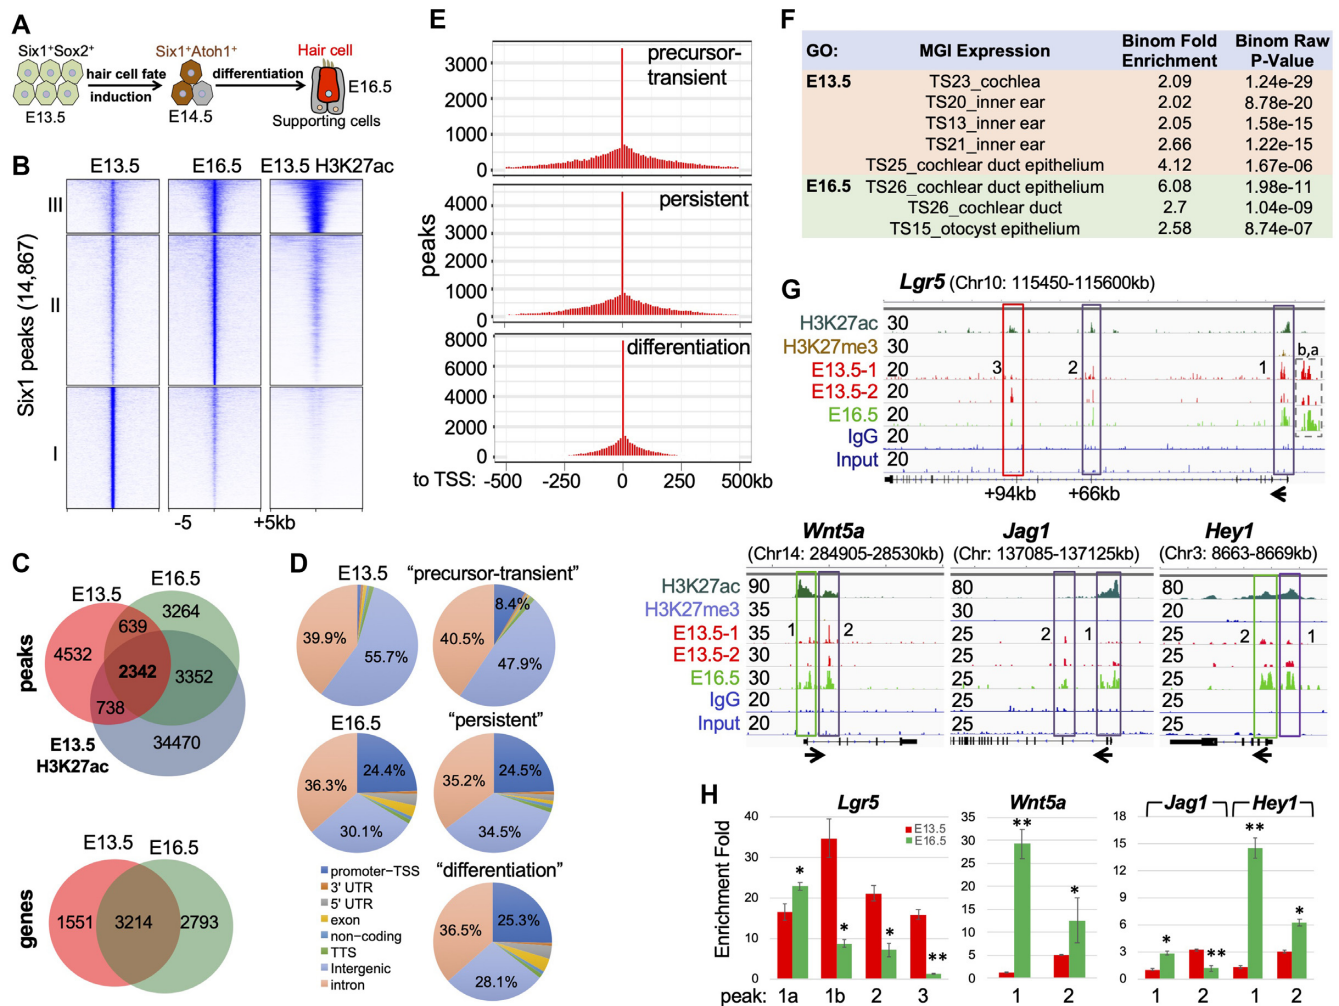 A
Six1+Sox2+
Six1+Atoh1+
Hair cell
hair cell fate
induction
differentiation
E16.5
E13.5
E14.5
Supporting cells
B
E13.5
E16.5
E13.5 H3K27ac
Six1 peaks (14,867)
III
II
I
-5
+5kb
C
E13.5
E16.5
peaks
3264
639
4532
2342
3352
738
34470
E13.5
H3K27ac
E13.5
E16.5
genes
1551
3214
2793
D
E13.5
39.9%
55.7%
"precursor-transient"
8.4%
40.5%
47.9%
E16.5
24.4%
36.3%
30.1%
"persistent"
24.5%
35.2%
34.5%
"differentiation"
25.3%
36.5%
28.1%
promoter-TSS
3' UTR
5' UTR
exon
non-coding
TTS
Intergenic
intron
E
peaks
precursor-
transient
3000
2000
1000
0
persistent
4000
3000
2000
1000
0
differentiation
8000
6000
4000
2000
0
to TSS: -500 -250 0 250 500kb
F
GO: MGI Expression Binom Fold Enrichment Binom Raw P-Value
E13.5 TS23_cochlea 2.09 1.24e-29
TS20_inner ear 2.02 8.78e-20
TS13_inner ear 2.05 1.58e-15
TS21_inner ear 2.66 1.22e-15
TS25_cochlear duct epithelium 4.12 1.67e-06
E16.5 TS26_cochlear duct epithelium 6.08 1.98e-11
TS26_cochlear duct 2.7 1.04e-09
TS15_otocyst epithelium 2.58 8.74e-07
G
Lgr5 (Chr10: 115450-115600kb)
H3K27ac 30
H3K27me3 30
E13.5-1 20
E13.5-2 20
E16.5 20
IgG 20
Input 20
3
2
1
b,a
+94kb
+66kb
Wnt5a
(Chr14: 284905-28530kb)
Jag1
(Chr: 137085-137125kb)
Hey1
(Chr3: 8663-8669kb)
H3K27ac 90 80 80
H3K27me3 35 30 20
E13.5-1 35 25 25
E13.5-2 30 25 25
E16.5 30 25 25
IgG 20 25 25
Input 20 25 25
1
2
2
1
2
1
H
Enrichment Fold
Lgr5
40
30
20
10
0
E13.5
E16.5
*
*
*
**
peak: 1a 1b 2 3
Wnt5a
35
30
25
20
15
10
5
0
**
*
1 2
Jag1
Hey1
18
15
12
9
6
3
0
*
**
**
*
1 2 1 2